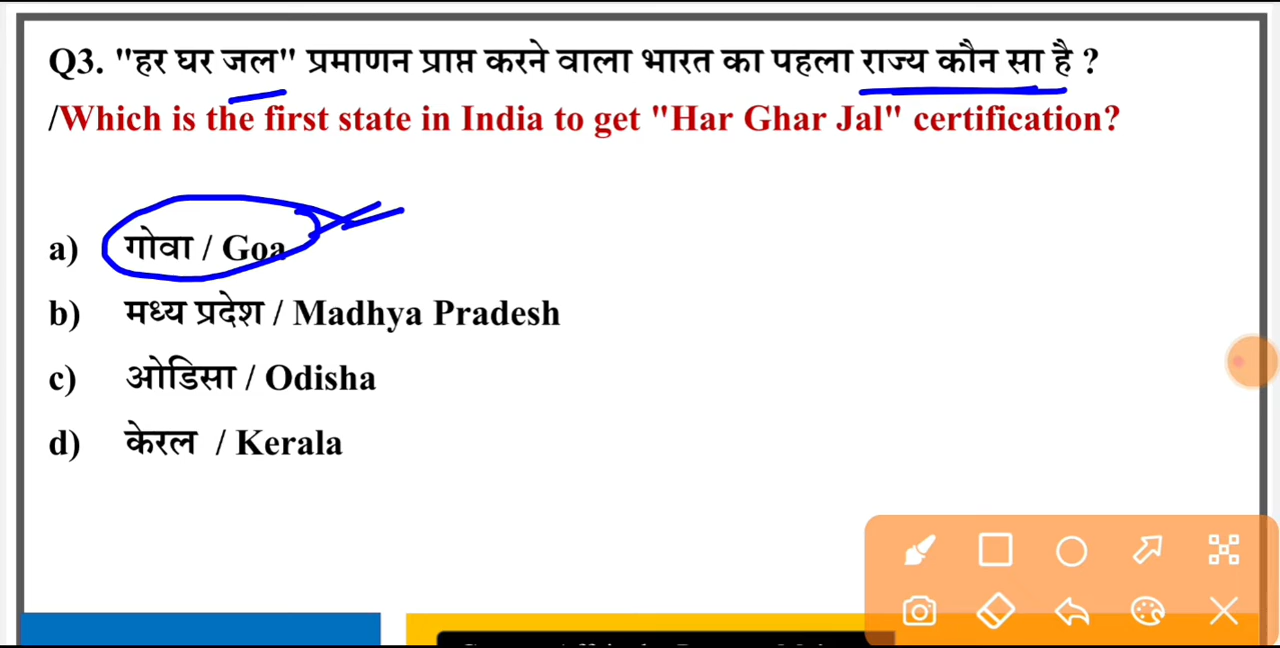 Q3. "हर घर जल" प्रमाणन प्राप्त करने वाला भारत का पहला राज्य कौन सा है ?
/Which is the first state in India to get "Har Ghar Jal" certification?
a) गोवा / Goa
b) मध्य प्रदेश / Madhya Pradesh
c) ओडिसा / Odisha
d) केरल / Kerala